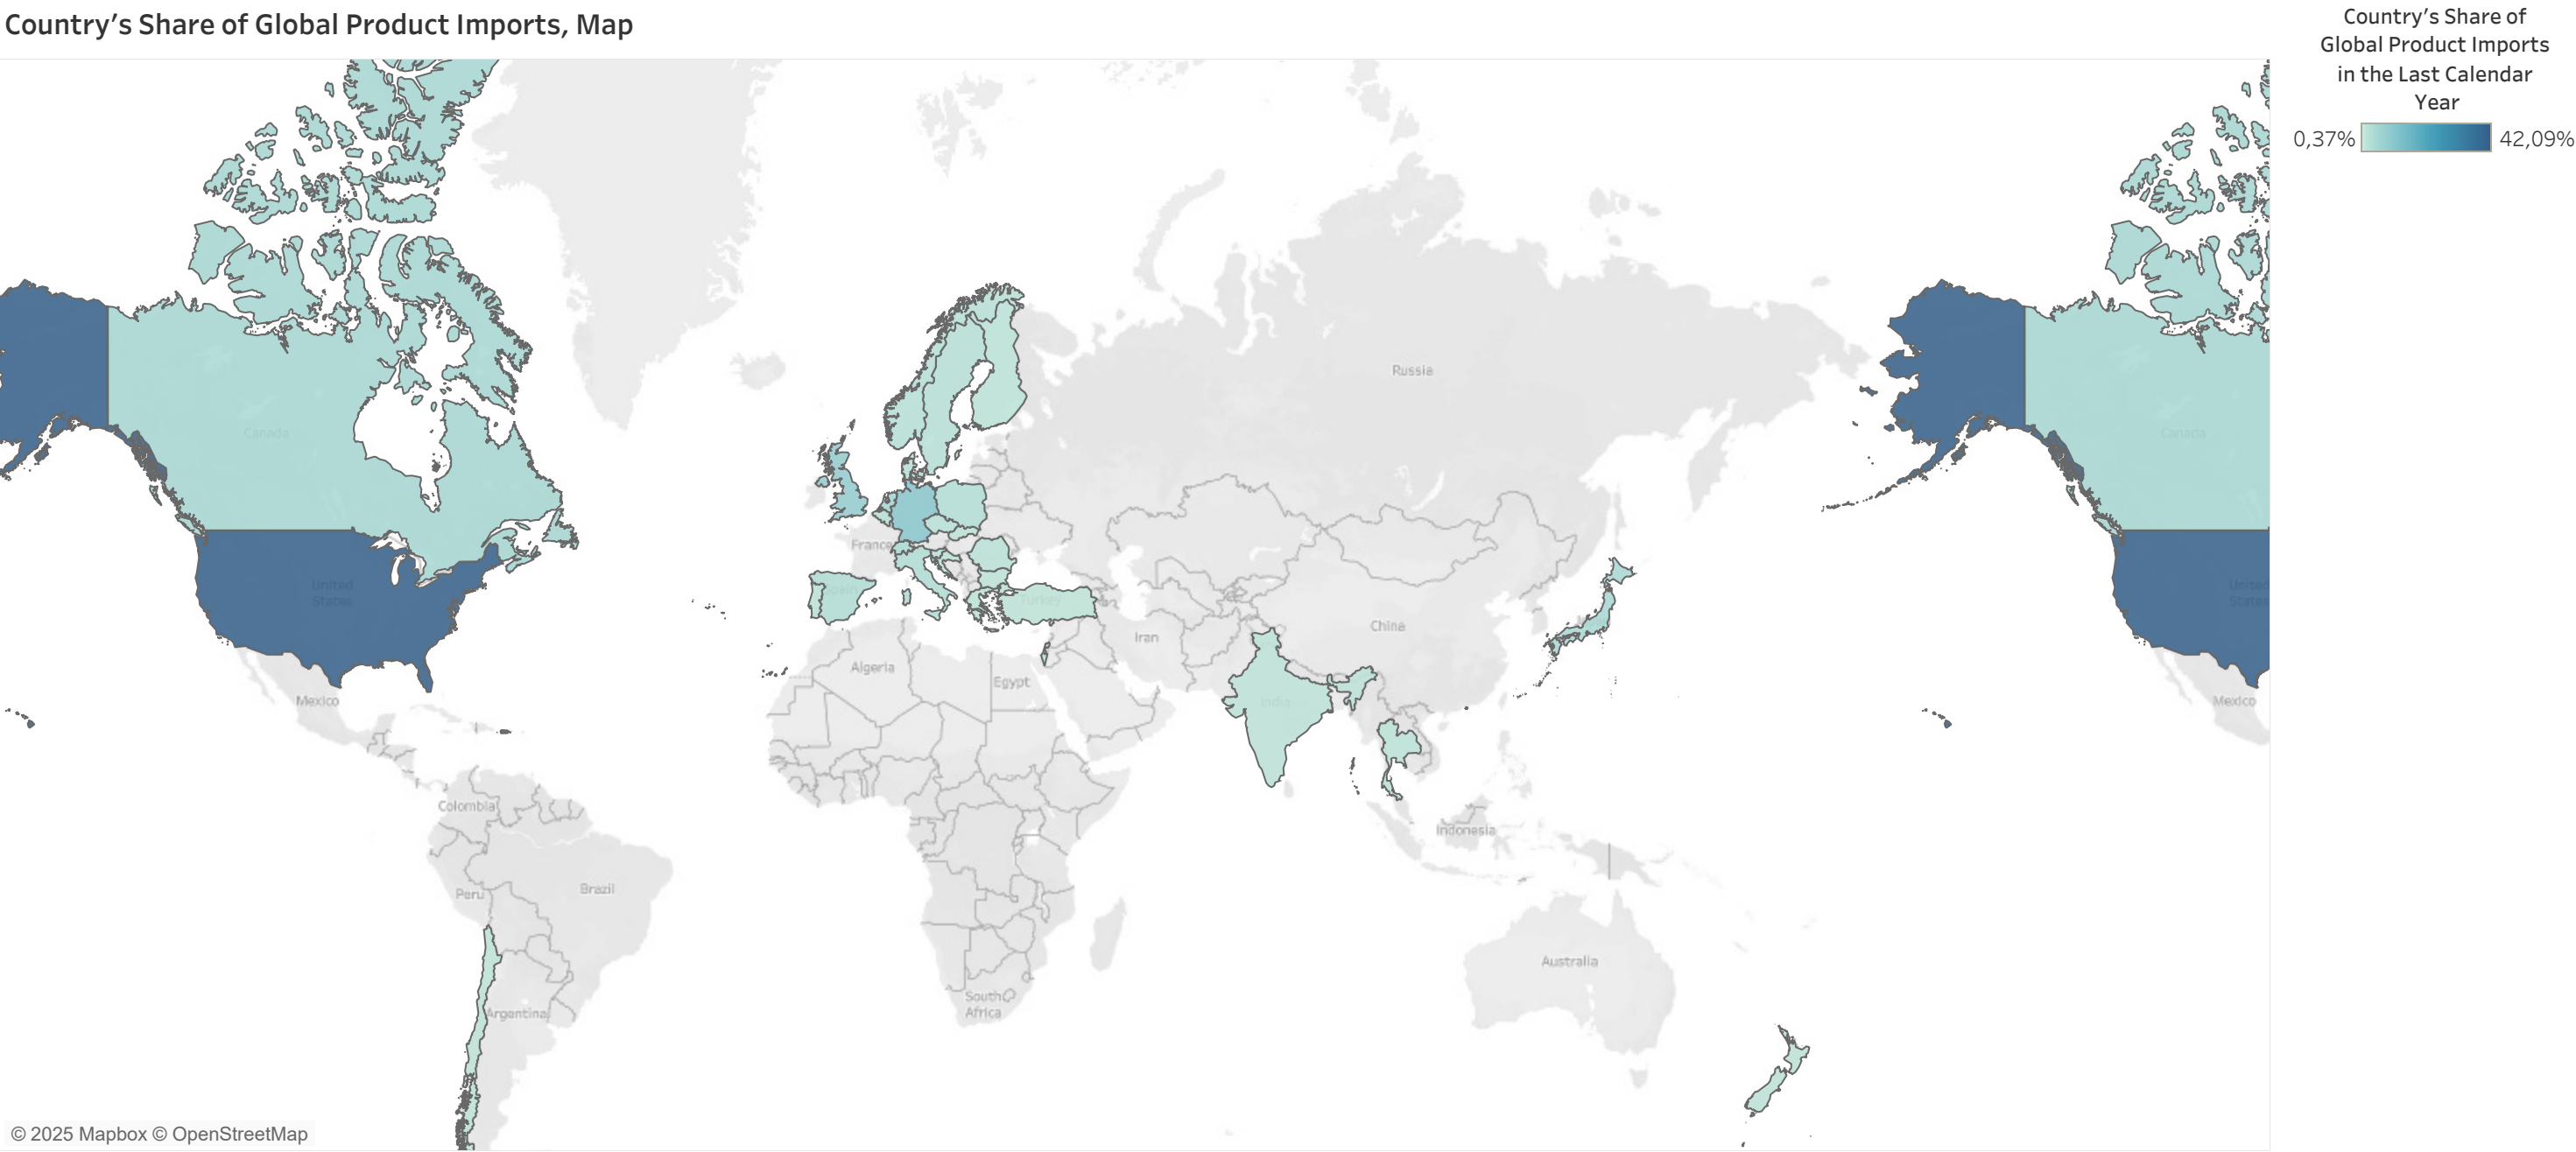 Country's Share of Global Product Imports, Map
Country's Share of
Global Product Imports
in the Last Calendar
Year
0,37%
42,09%
Russia
Canada
Canada
France
United
States
United
States
Spain
Turkey
China
Iran
Algeria
Egypt
Mexico
India
Mexico
Colombia
Indonesia
Peru
Brazil
Australia
South
Africa
Argentina
© 2025 Mapbox © OpenStreetMap